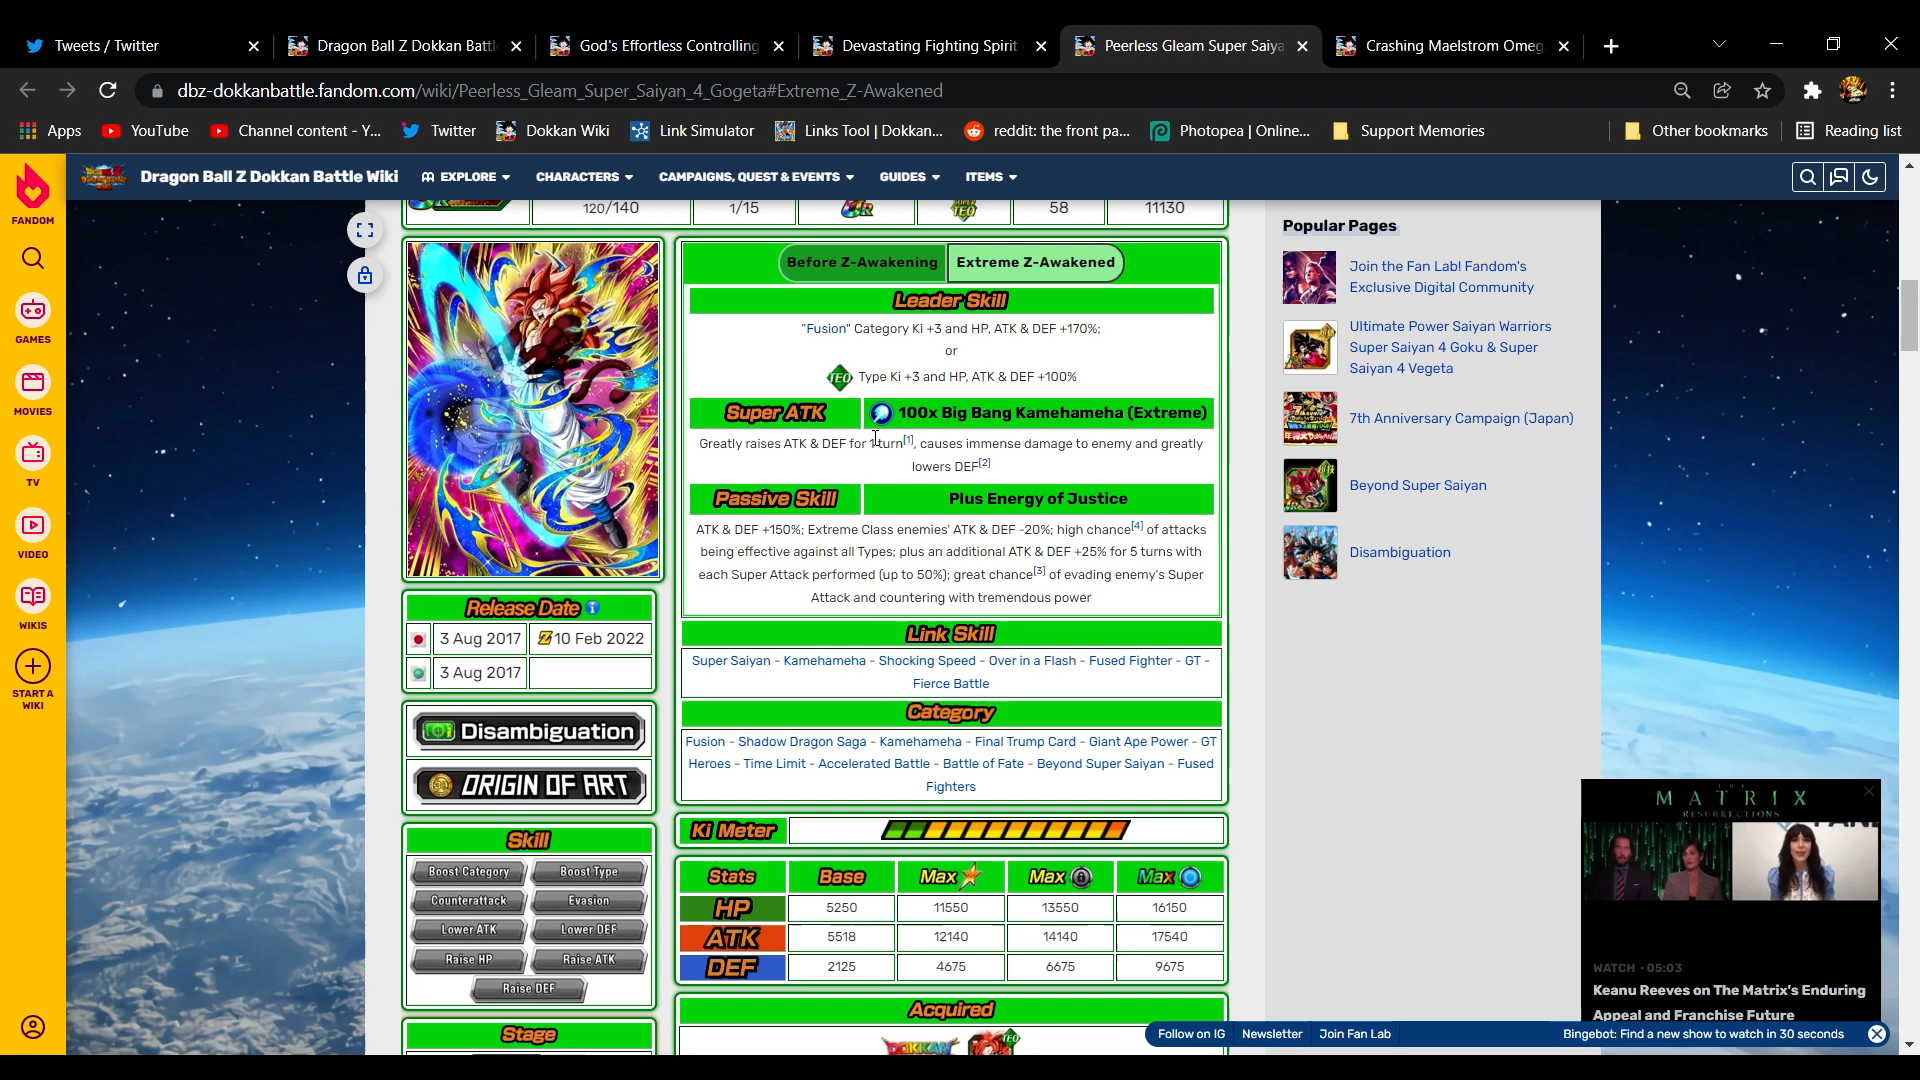 Tweets / Twitter
Dragon Ball Z Dokkan Battl
God's Effortless Controlling
Devastating Fighting Spirit
Peerless Gleam Super Saiya
Crashing Maelstrom Omeg
dbz-dokkanbattle.fandom.com/wiki/Peerless_Gleam_Super_Saiyan_4_Gogeta#Extreme_Z-Awakened
Apps
YouTube
Channel content - Y...
Twitter
Dokkan Wiki
Link Simulator
Links Tool | Dokkan...
reddit: the front pa...
Photopea | Online...
Support Memories
Other bookmarks
Reading list
Dragon Ball Z Dokkan Battle Wiki
EXPLORE
CHARACTERS
CAMPAIGNS, QUEST & EVENTS
GUIDES
ITEMS
FANDOM
GAMES
MOVIES
TV
VIDEO
WIKIS
START A
WIKI
120/140
1/15
UR
SUPER
TEQ
58
11130
Before Z-Awakening
Extreme Z-Awakened
Leader Skill
"Fusion" Category Ki +3 and HP, ATK & DEF +170%;
or
TEQ Type Ki +3 and HP, ATK & DEF +100%
Super ATK
100x Big Bang Kamehameha (Extreme)
Greatly raises ATK & DEF for 1 turn[1], causes immense damage to enemy and greatly
lowers DEF[2]
Passive Skill
Plus Energy of Justice
ATK & DEF +150%; Extreme Class enemies' ATK & DEF -20%; high chance[4] of attacks
being effective against all Types; plus an additional ATK & DEF +25% for 5 turns with
each Super Attack performed (up to 50%); great chance[3] of evading enemy's Super
Attack and countering with tremendous power
Link Skill
Super Saiyan - Kamehameha - Shocking Speed - Over in a Flash - Fused Fighter - GT -
Fierce Battle
Category
Fusion - Shadow Dragon Saga - Kamehameha - Final Trump Card - Giant Ape Power - GT
Heroes - Time Limit - Accelerated Battle - Battle of Fate - Beyond Super Saiyan - Fused
Fighters
Ki Meter
Stats
Base
Max
Max
Max
HP
5250
11550
13550
16150
ATK
5518
12140
14140
17540
DEF
2125
4675
6675
9675
Acquired
DOKKAN
TEQ
Release Date
3 Aug 2017
Z 10 Feb 2022
3 Aug 2017
Disambiguation
ORIGIN OF ART
Skill
Boost Category
Boost Type
Counterattack
Evasion
Lower ATK
Lower DEF
Raise HP
Raise ATK
Raise DEF
Stage
Popular Pages
Join the Fan Lab! Fandom's
Exclusive Digital Community
Ultimate Power Saiyan Warriors
Super Saiyan 4 Goku & Super
Saiyan 4 Vegeta
7th Anniversary Campaign (Japan)
Beyond Super Saiyan
Disambiguation
THE
MATRIX
RESURRECTIONS
WATCH • 05:03
Keanu Reeves on The Matrix's Enduring
Appeal and Franchise Future
Follow on IG
Newsletter
Join Fan Lab
Bingebot: Find a new show to watch in 30 seconds